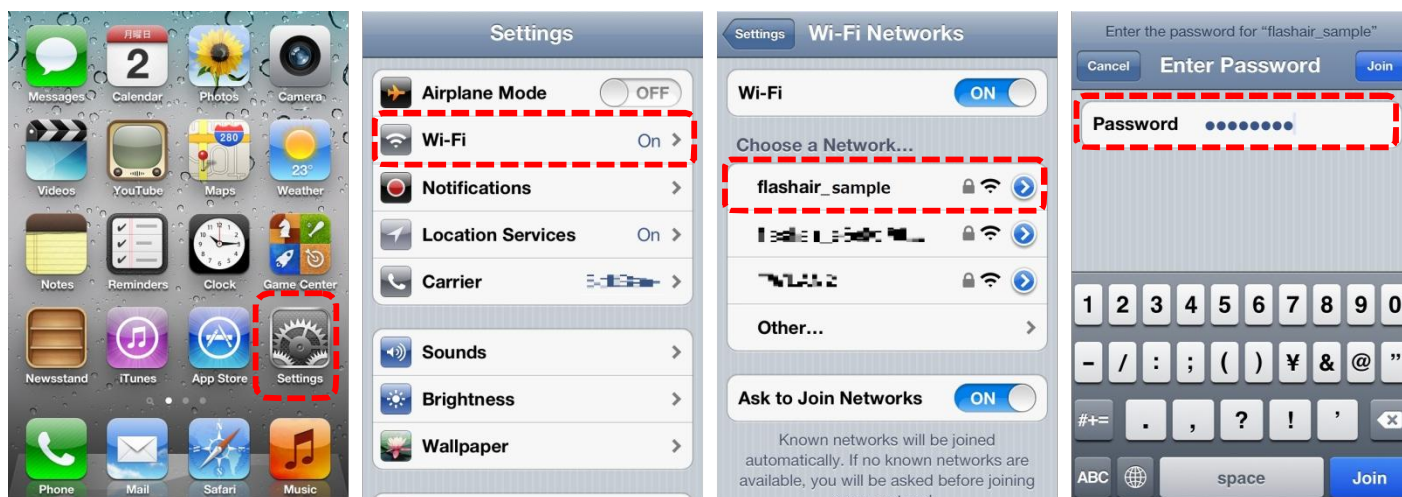 月曜日
2
Messages
Calendar
Photos
Camera
280
23°
Videos
YouTube
Maps
Weather
Notes
Reminders
Clock
Game Center
Newsstand
iTunes
App Store
Settings
Phone
Mail
Safari
Music
Settings
Airplane Mode OFF
Wi-Fi On
Notifications
Location Services On
Carrier
Sounds
Brightness
Wallpaper
Settings Wi-Fi Networks
Wi-Fi ON
Choose a Network...
flashair_sample
Other...
Ask to Join Networks ON
Known networks will be joined
automatically. If no known networks are
available, you will be asked before joining
Enter the password for “flashair_sample”
Cancel Enter Password Join
Password ••••••••
1 2 3 4 5 6 7 8 9 0
- / : ; ( ) ¥ & @ ”
#+= . , ? ! ’
ABC space Join